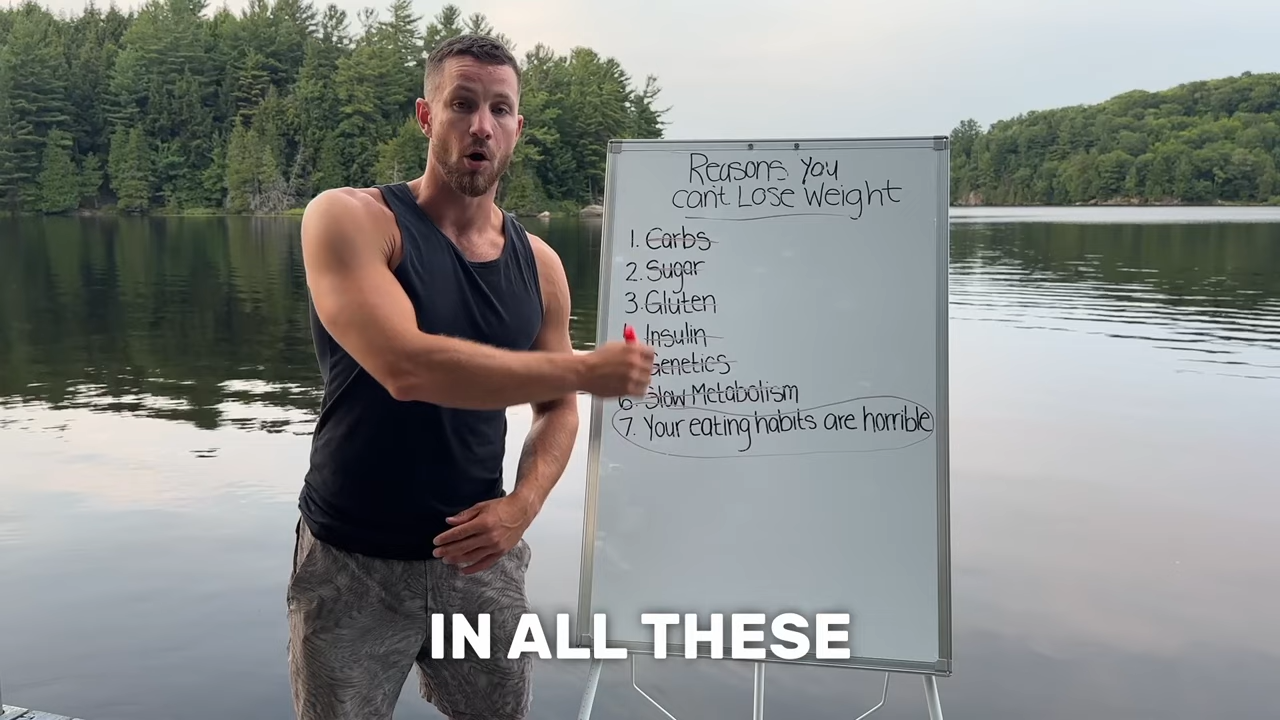 Reasons You
can't Lose Weight
1. Carbs
2. Sugar
3. Gluten
Insulin
Genetics
6. Slow Metabolism
7. Your eating habits are horrible
IN ALL THESE